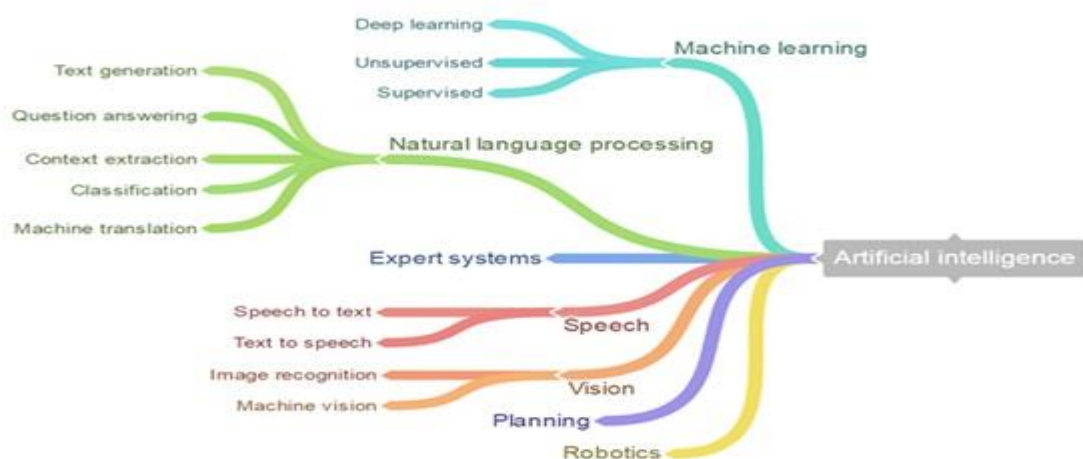 Deep learning
Machine learning
Unsupervised
Supervised
Text generation
Question answering
Natural language processing
Context extraction
Classification
Machine translation
Expert systems
Artificial intelligence
Speech to text
Speech
Text to speech
Image recognition
Vision
Machine vision
Planning
Robotics